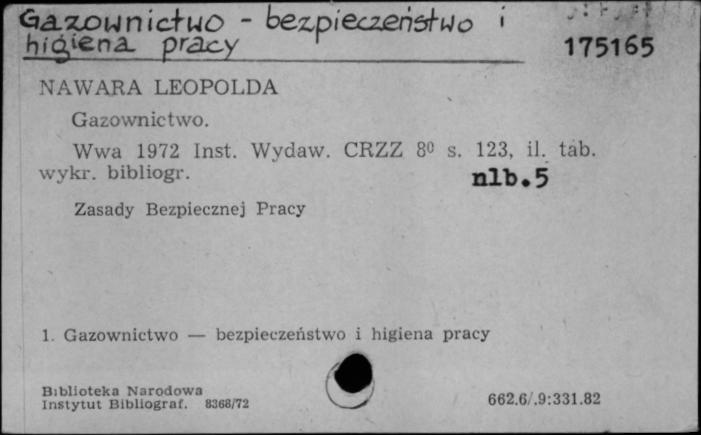 Gazownictwo - bezpieczeństwo i
higiena pracy
175165
NAWARA LEOPOLDA
Gazownictwo.
Wwa 1972 Inst. Wydaw. CRZZ 8⁰ s. 123, il. tab.
wykr. bibliogr.
nlb.5
Zasady Bezpiecznej Pracy
1. Gazownictwo — bezpieczeństwo i higiena pracy
Biblioteka Narodowa
Instytut Bibliograf. 8368/72
662.6/.9:331.82